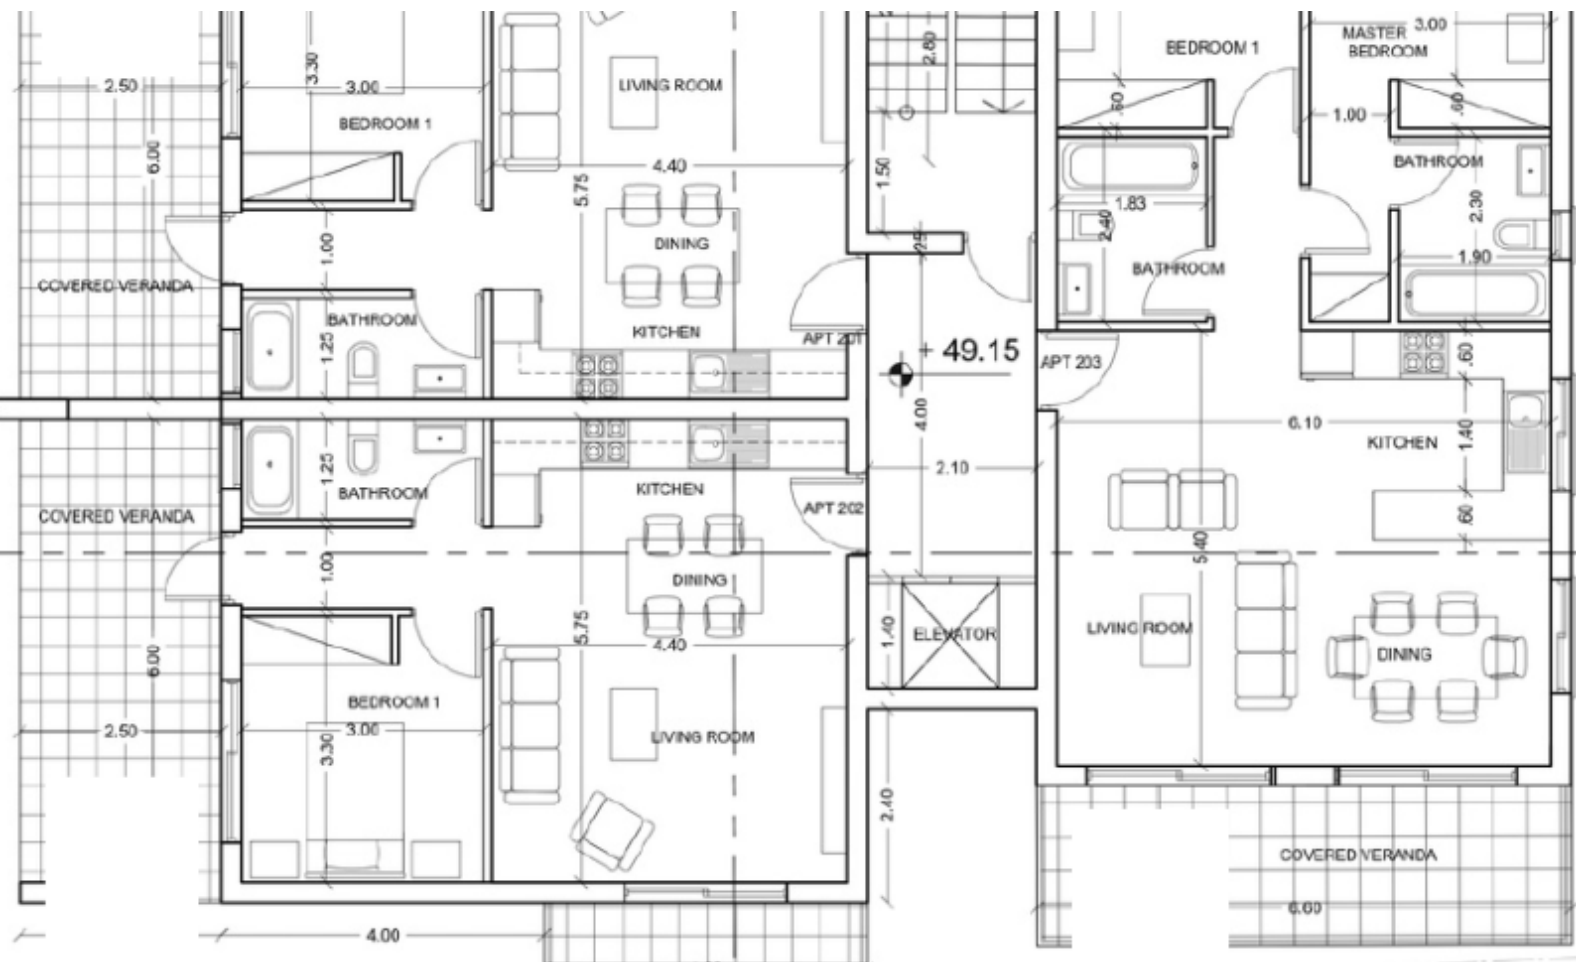 3.00
MASTER
BEDROOM
BEDROOM 1
2.80
LIVING ROOM
3.30
3.00
2.50
BEDROOM 1
.60
.60
1.00
6.00
4.40
1.50
5.75
BATHROOM
1.83
2.40
2.30
1.00
DINING
.25
1.90
BATHROOM
COVERED VERANDA
BATHROOM
KITCHEN
APT 201
1.25
+ 49.15
APT 203
.60
4.00
6.10
KITCHEN
1.40
1.25
2.10
KITCHEN
BATHROOM
APT 202
COVERED VERANDA
.60
5.40
1.00
DINING
5.75
1.40
ELEVATOR
LIVING ROOM
4.40
DINING
6.00
BEDROOM 1
2.50
3.00
3.30
LIVING ROOM
2.40
COVERED VERANDA
6.60
4.00